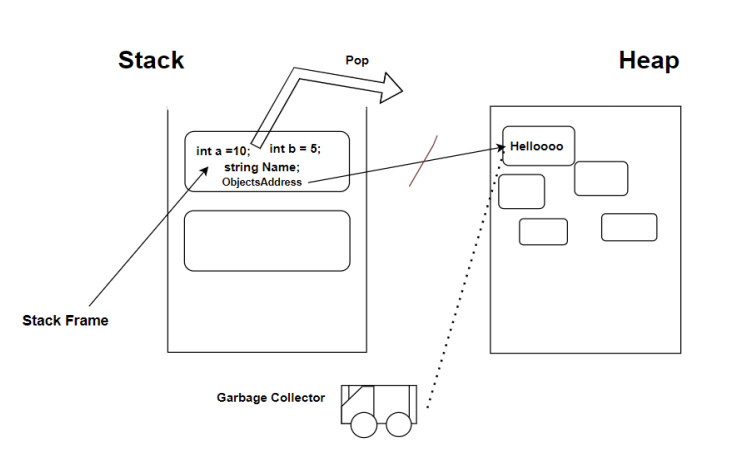 Stack
Pop
Heap
int a =10;
int b = 5;
string Name;
ObjectsAddress
Helloooo
Stack Frame
Garbage Collector